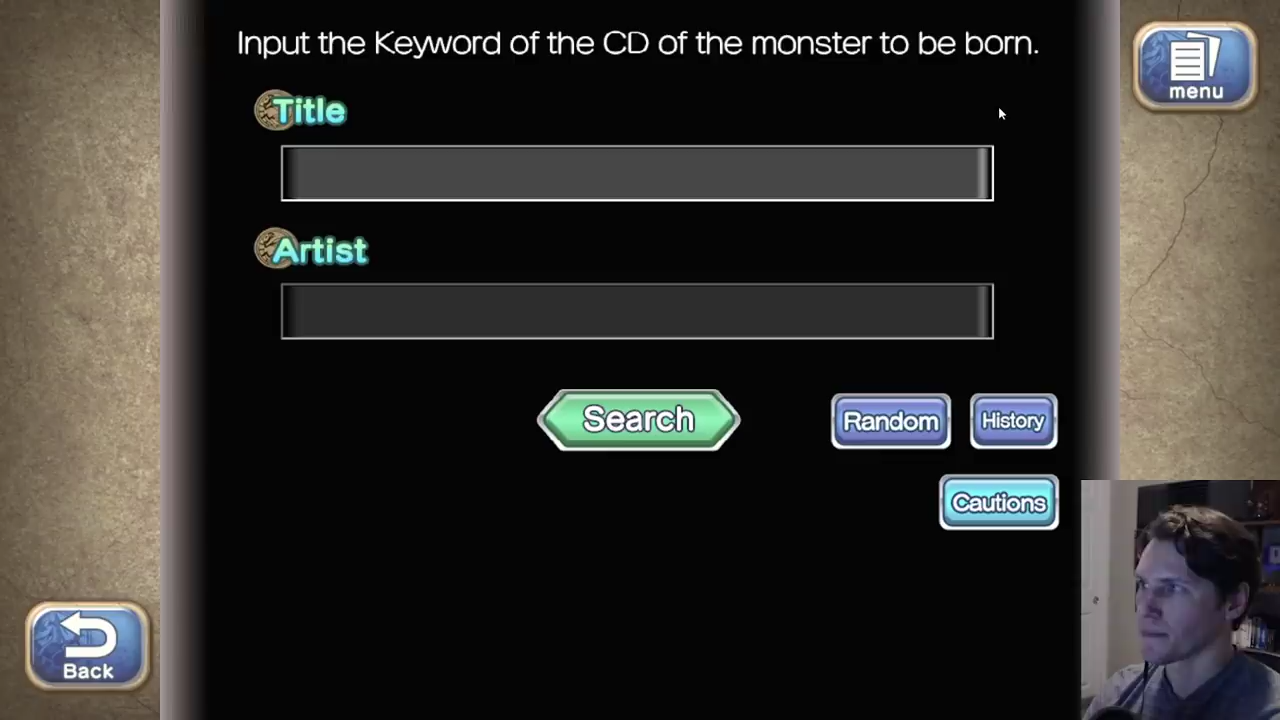 Input the Keyword of the CD of the monster to be born.
menu
Title
Artist
Search
Random
History
Cautions
Back